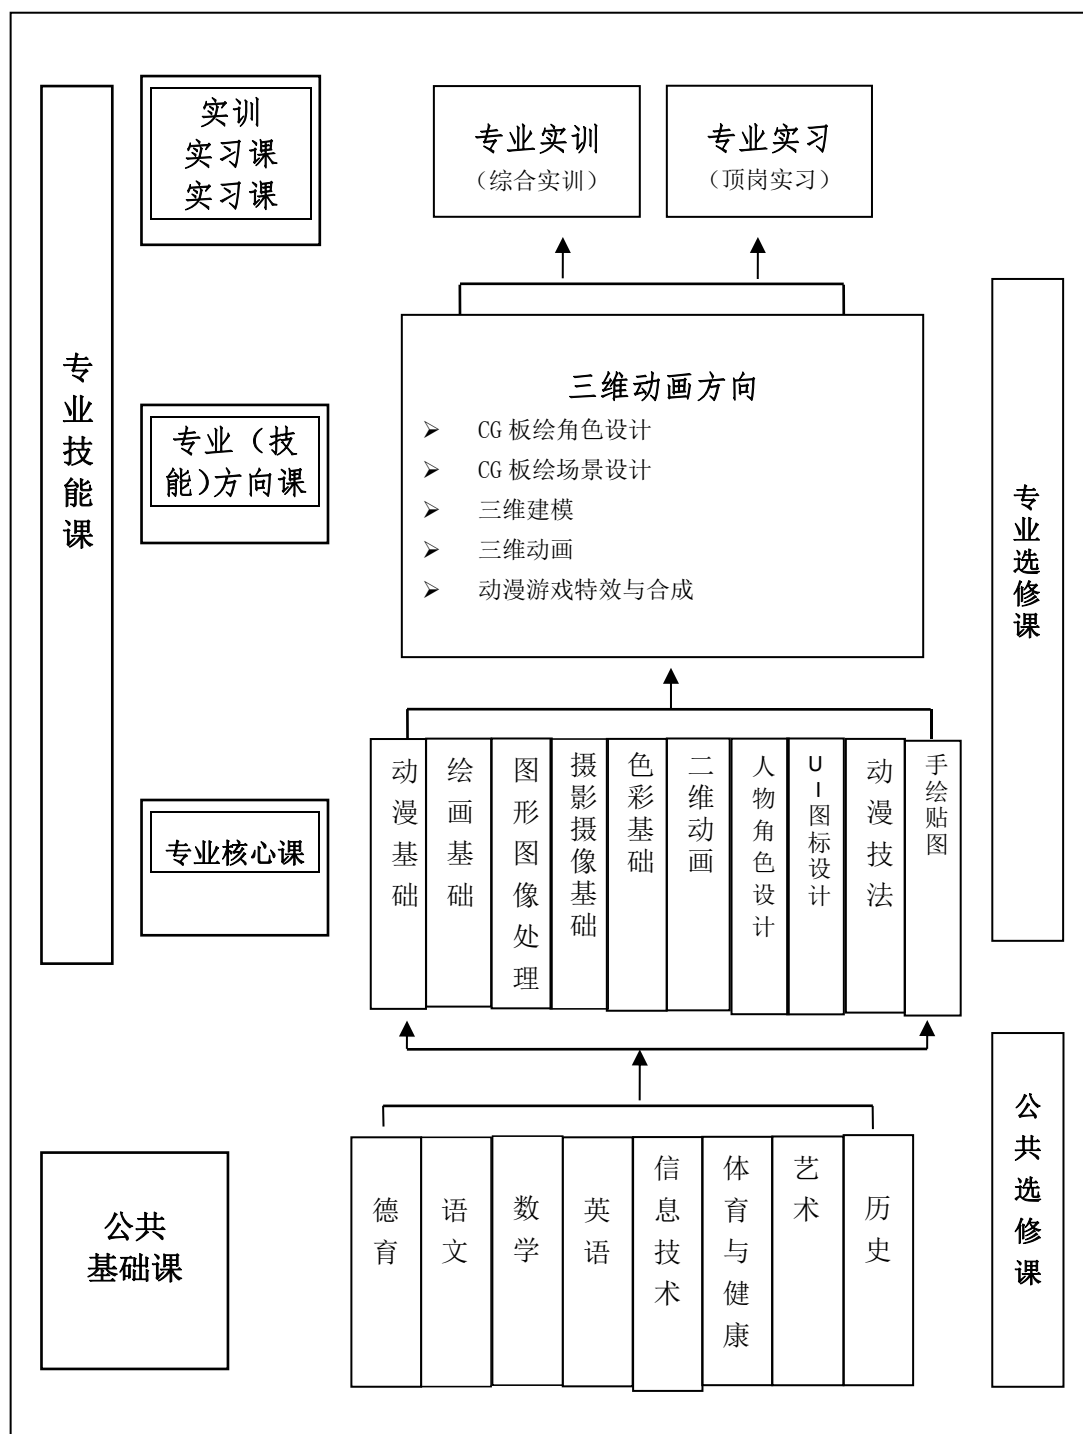 实训
实习课
实习课
专业实训
（综合实训）
专业实习
（顶岗实习）
专业技能课
三维动画方向
➢ CG 板绘角色设计
➢ CG 板绘场景设计
➢ 三维建模
➢ 三维动画
➢ 动漫游戏特效与合成
专业（技
能）方向课
专业选修课
专业核心课
动漫基础
绘画基础
图形图像处理
摄影摄像基础
色彩基础
二维动画
人物角色设计
UI图标设计
动漫技法
手绘贴图
公共
基础课
德育
语文
数学
英语
信息技术
体育与健康
艺术
历史
公共选修课